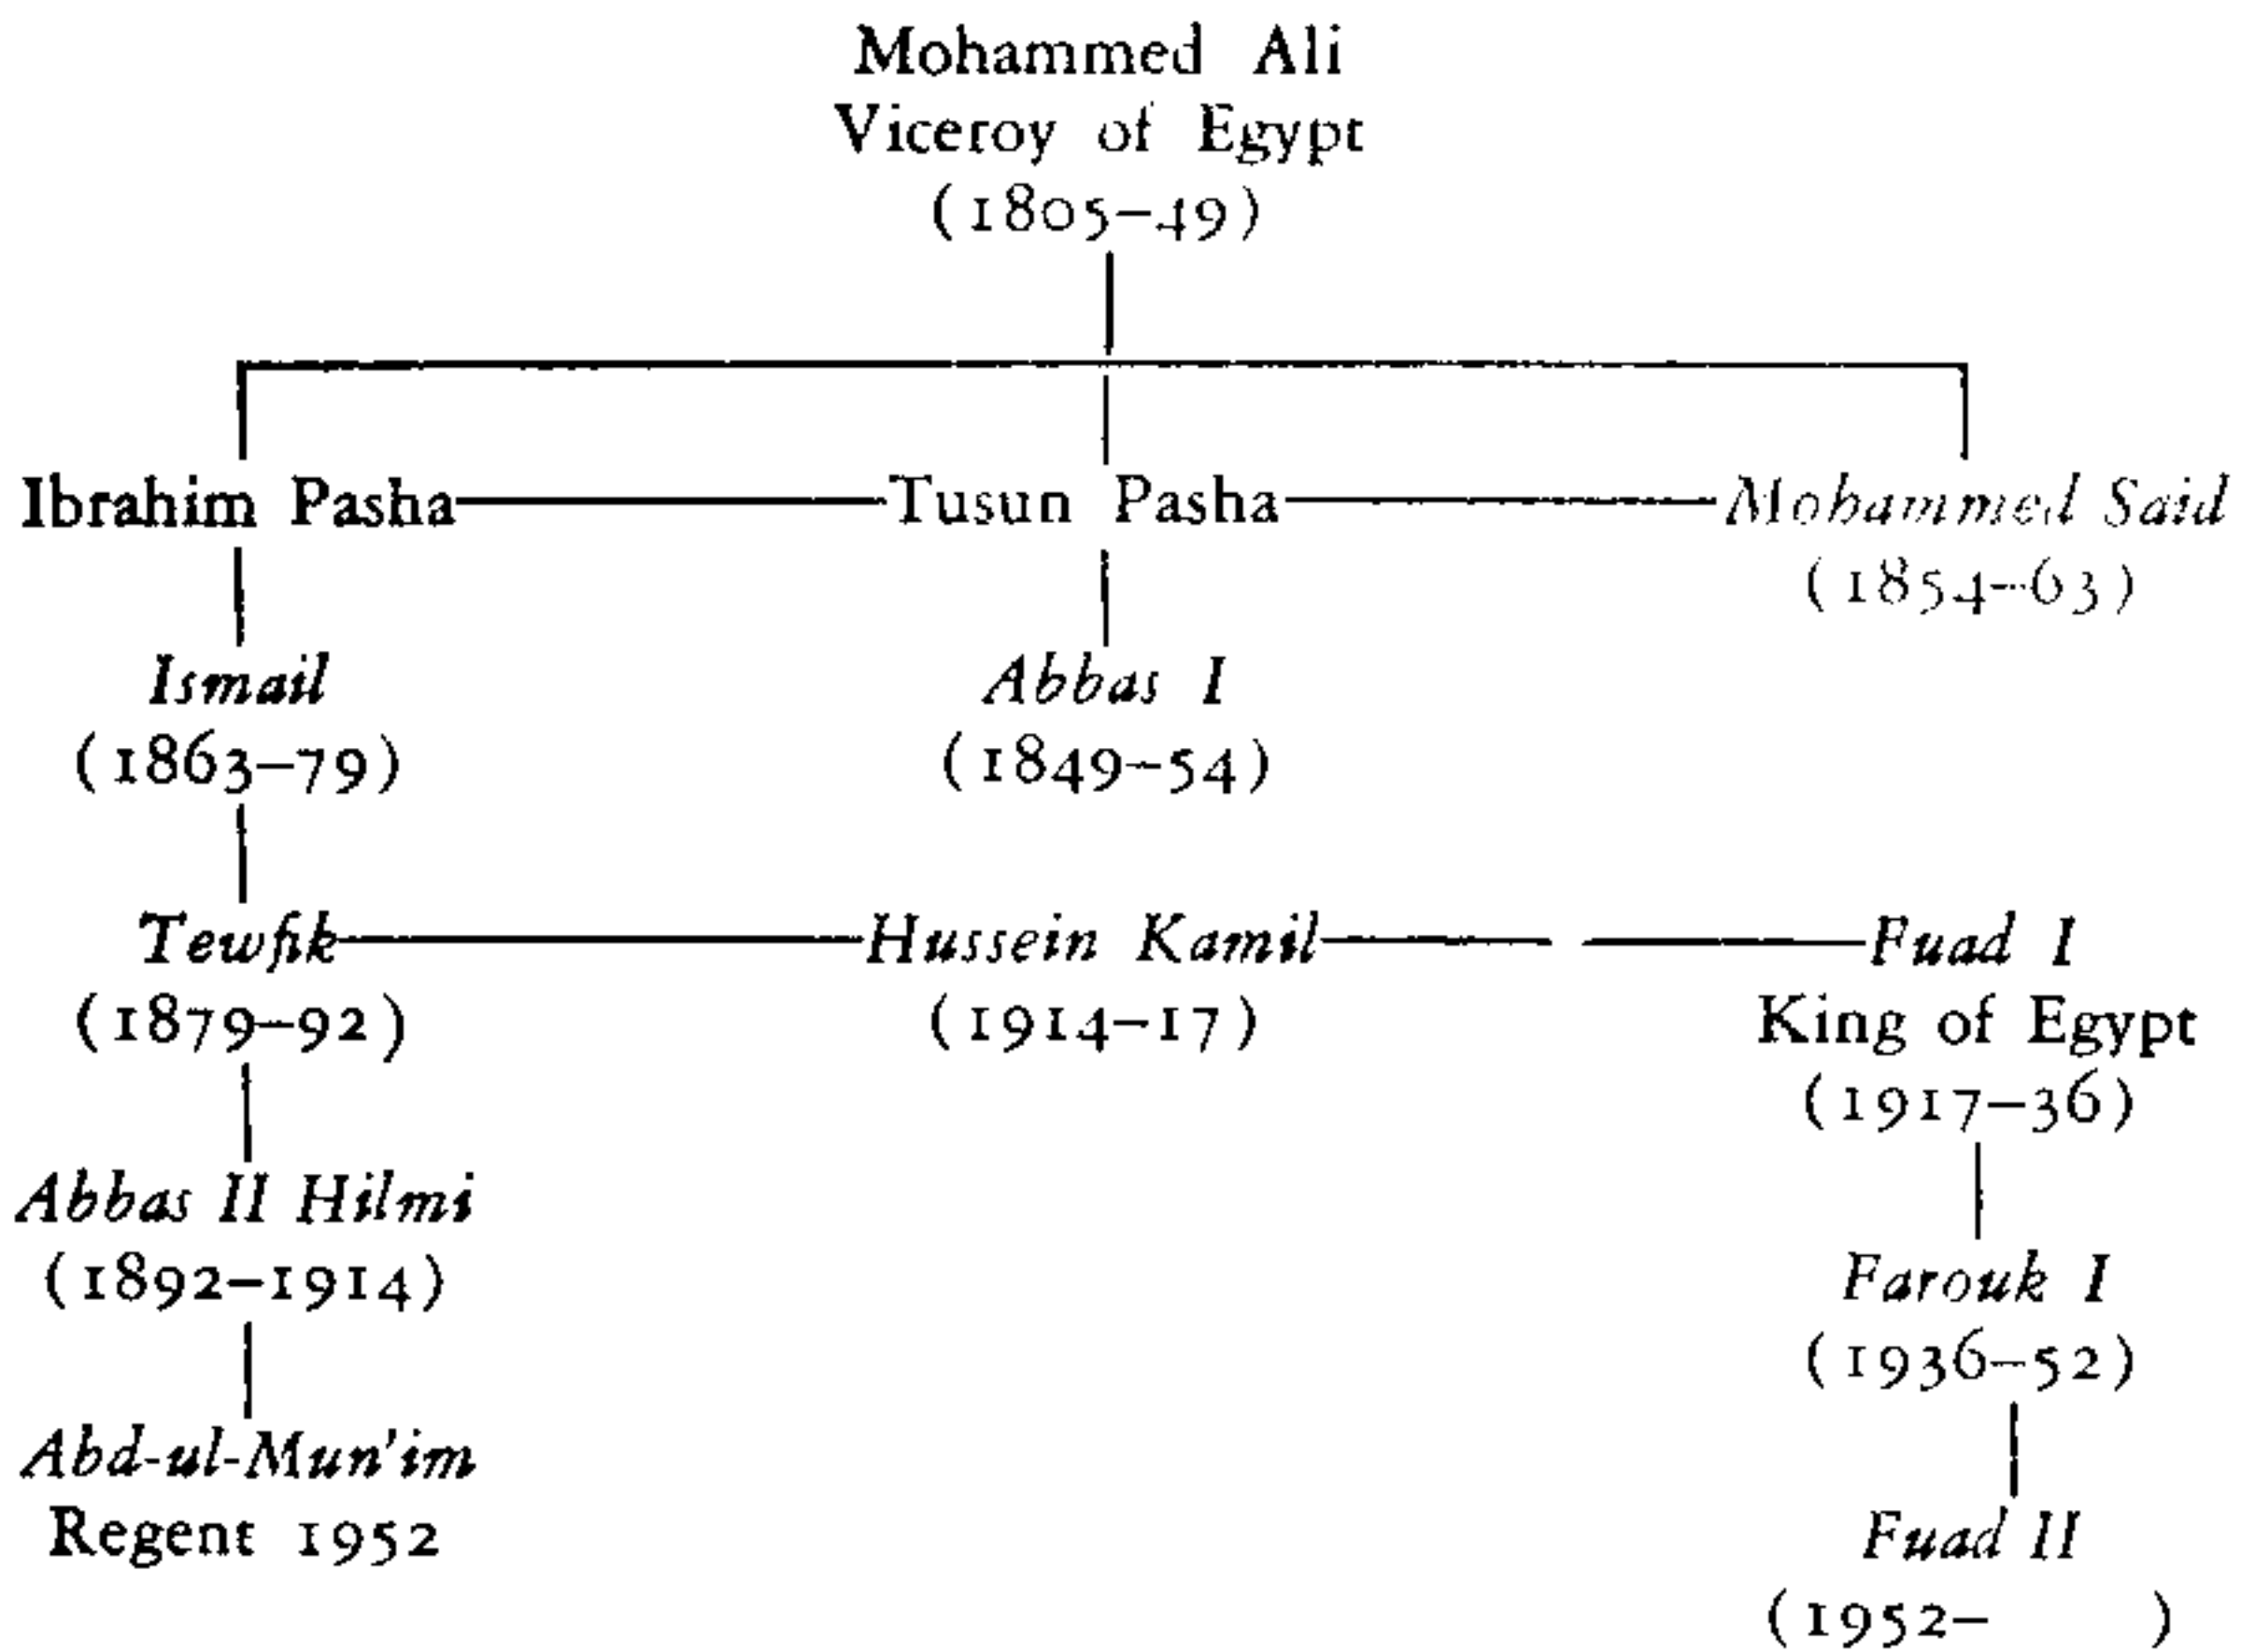 Mohammed Ali
Viceroy of Egypt
(1805–49)
Ibrahim Pasha Tusun Pasha Mohammed Said
(1854–63)
Ismail Abbas I
(1863–79) (1849–54)
Tewfik Hussein Kamil Fuad I
(1879–92) (1914–17) King of Egypt
(1917–36)
Abbas II Hilmi
(1892–1914) Farouk I
(1936–52)
Abd-ul-Mun'im
Regent 1952 Fuad II
(1952– )